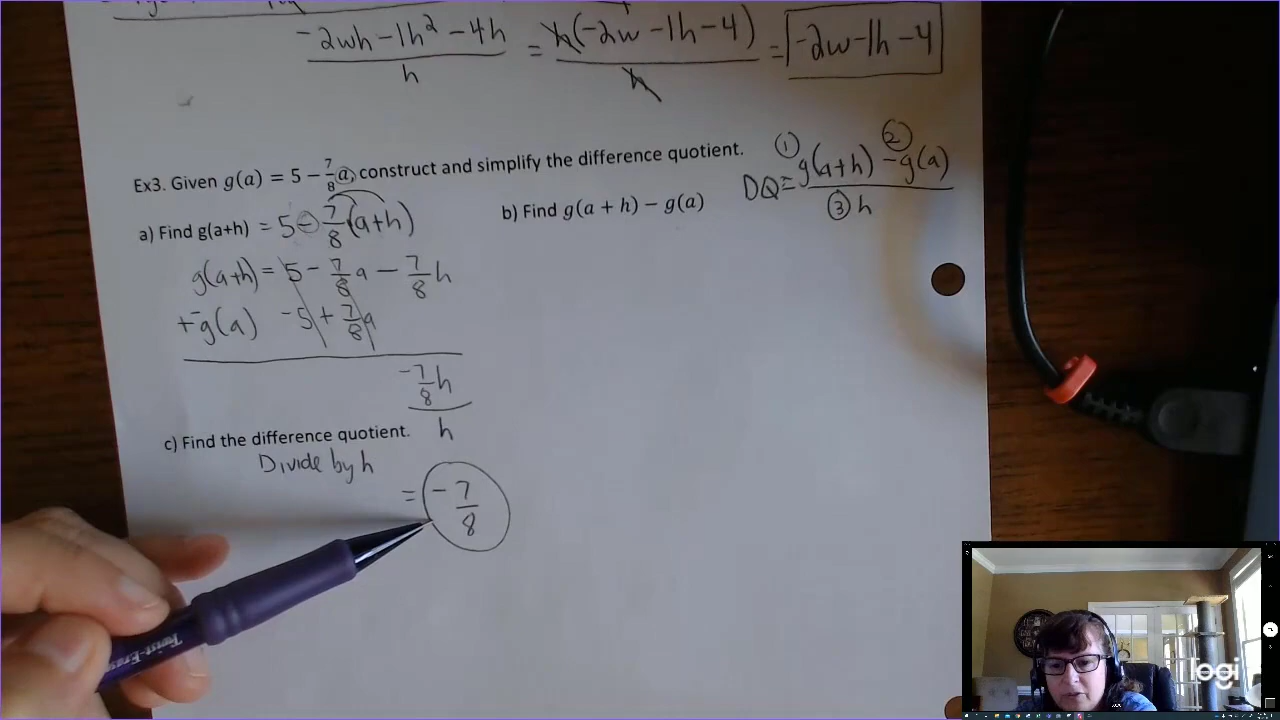 -2wh - 1h² - 4h / h = h(-2w - 1h - 4) / h = -2w - 1h - 4
Ex3. Given g(a) = 5 − 7/8 a, construct and simplify the difference quotient.
DQ = ① g(a+h) ② - g(a) / ③ h
a) Find g(a+h) = 5 - 7/8 (a+h)
b) Find g(a + h) − g(a)
g(a+h) = 5 - 7/8 a - 7/8 h
+ -g(a) -5 + 7/8 a
-7/8 h / h
c) Find the difference quotient.
Divide by h
= -7/8
Twist-Erase
logi